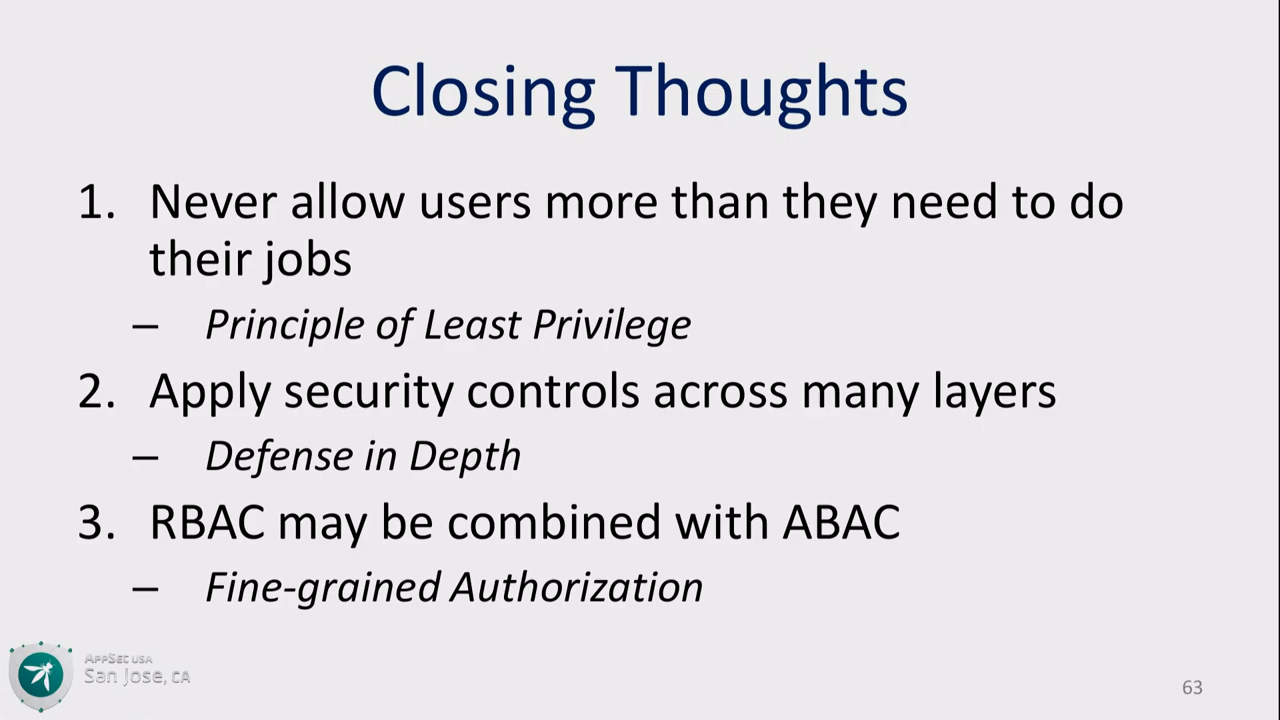 Closing Thoughts
1. Never allow users more than they need to do
their jobs
– Principle of Least Privilege
2. Apply security controls across many layers
– Defense in Depth
3. RBAC may be combined with ABAC
– Fine-grained Authorization
AppSec USA
San Jose, CA
63